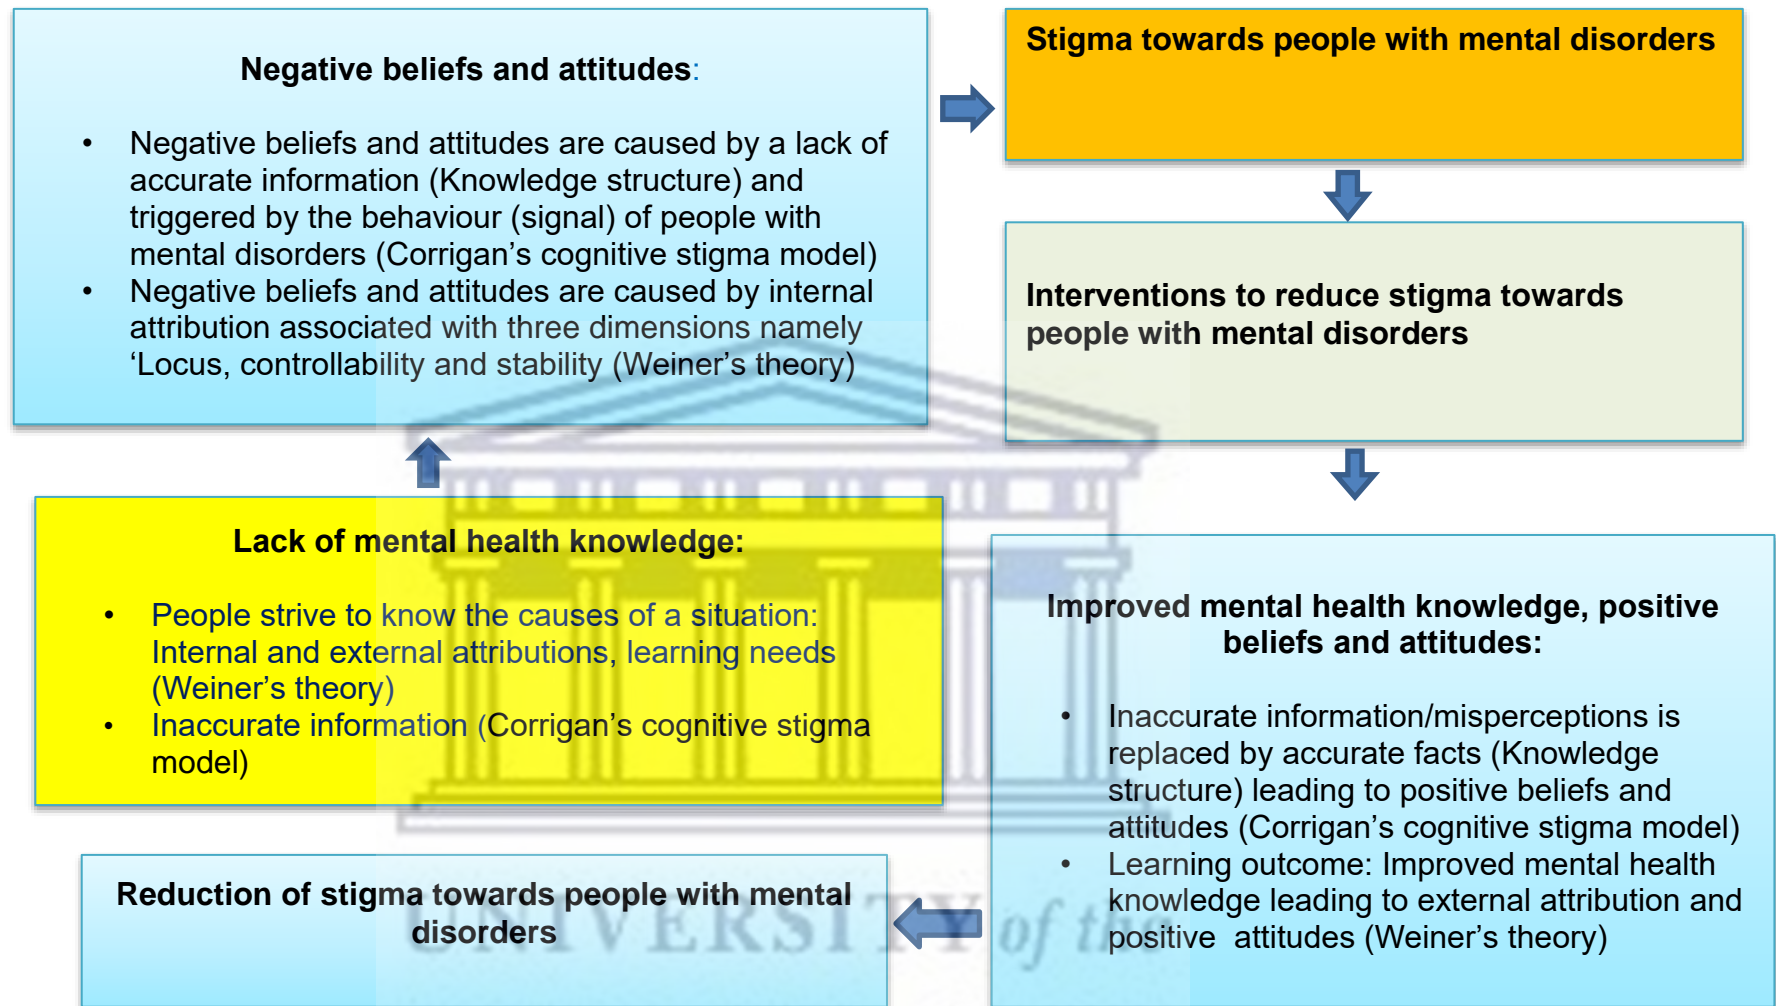 Negative beliefs and attitudes:
• Negative beliefs and attitudes are caused by a lack of
accurate information (Knowledge structure) and
triggered by the behaviour (signal) of people with
mental disorders (Corrigan’s cognitive stigma model)
• Negative beliefs and attitudes are caused by internal
attribution associated with three dimensions namely
‘Locus, controllability and stability (Weiner’s theory)
Stigma towards people with mental disorders
Interventions to reduce stigma towards
people with mental disorders
Lack of mental health knowledge:
• People strive to know the causes of a situation:
Internal and external attributions, learning needs
(Weiner’s theory)
• Inaccurate information (Corrigan’s cognitive stigma
model)
Improved mental health knowledge, positive
beliefs and attitudes:
• Inaccurate information/misperceptions is
replaced by accurate facts (Knowledge
structure) leading to positive beliefs and
attitudes (Corrigan’s cognitive stigma model)
• Learning outcome: Improved mental health
knowledge leading to external attribution and
positive attitudes (Weiner’s theory)
Reduction of stigma towards people with mental
disorders
UNIVERSITY of the